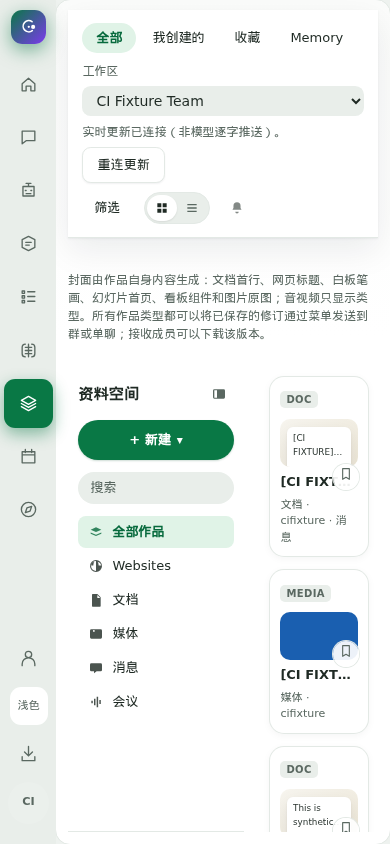 全部 我创建的 收藏 Memory
工作区
CI Fixture Team
实时更新已连接（非模型逐字推送）。
重连更新
筛选
封面由作品自身内容生成：文档首行、网页标题、白板笔
画、幻灯片首页、看板组件和图片原图；音视频只显示类
型。所有作品类型都可以将已保存的修订通过菜单发送到
群或单聊；接收成员可以下载该版本。
资料空间
+ 新建 ▾
搜索
全部作品
Websites
文档
媒体
消息
会议
DOC
[CI
FIXTURE]...
[CI FIXT...
文档 ·
cifixture · 消
息
MEDIA
[CI FIXT...
媒体 ·
cifixture
DOC
This is
synthetic
浅色
CI